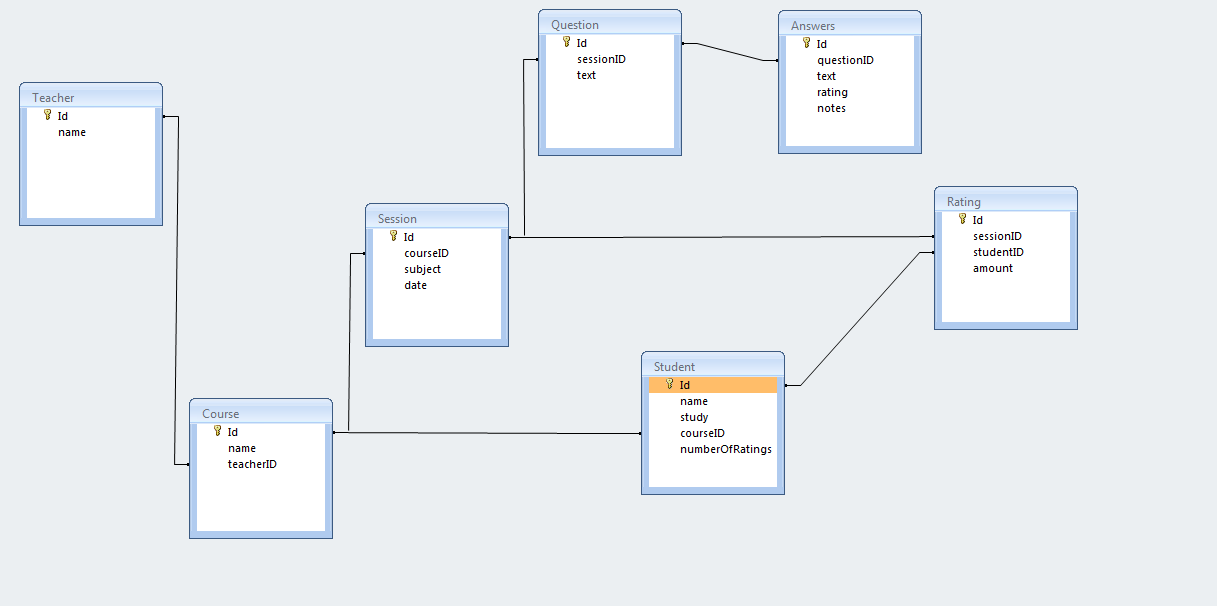 Teacher
Id
name
Question
Id
sessionID
text
Answers
Id
questionID
text
rating
notes
Session
Id
courseID
subject
date
Rating
Id
sessionID
studentID
amount
Course
Id
name
teacherID
Student
Id
name
study
courseID
numberOfRatings